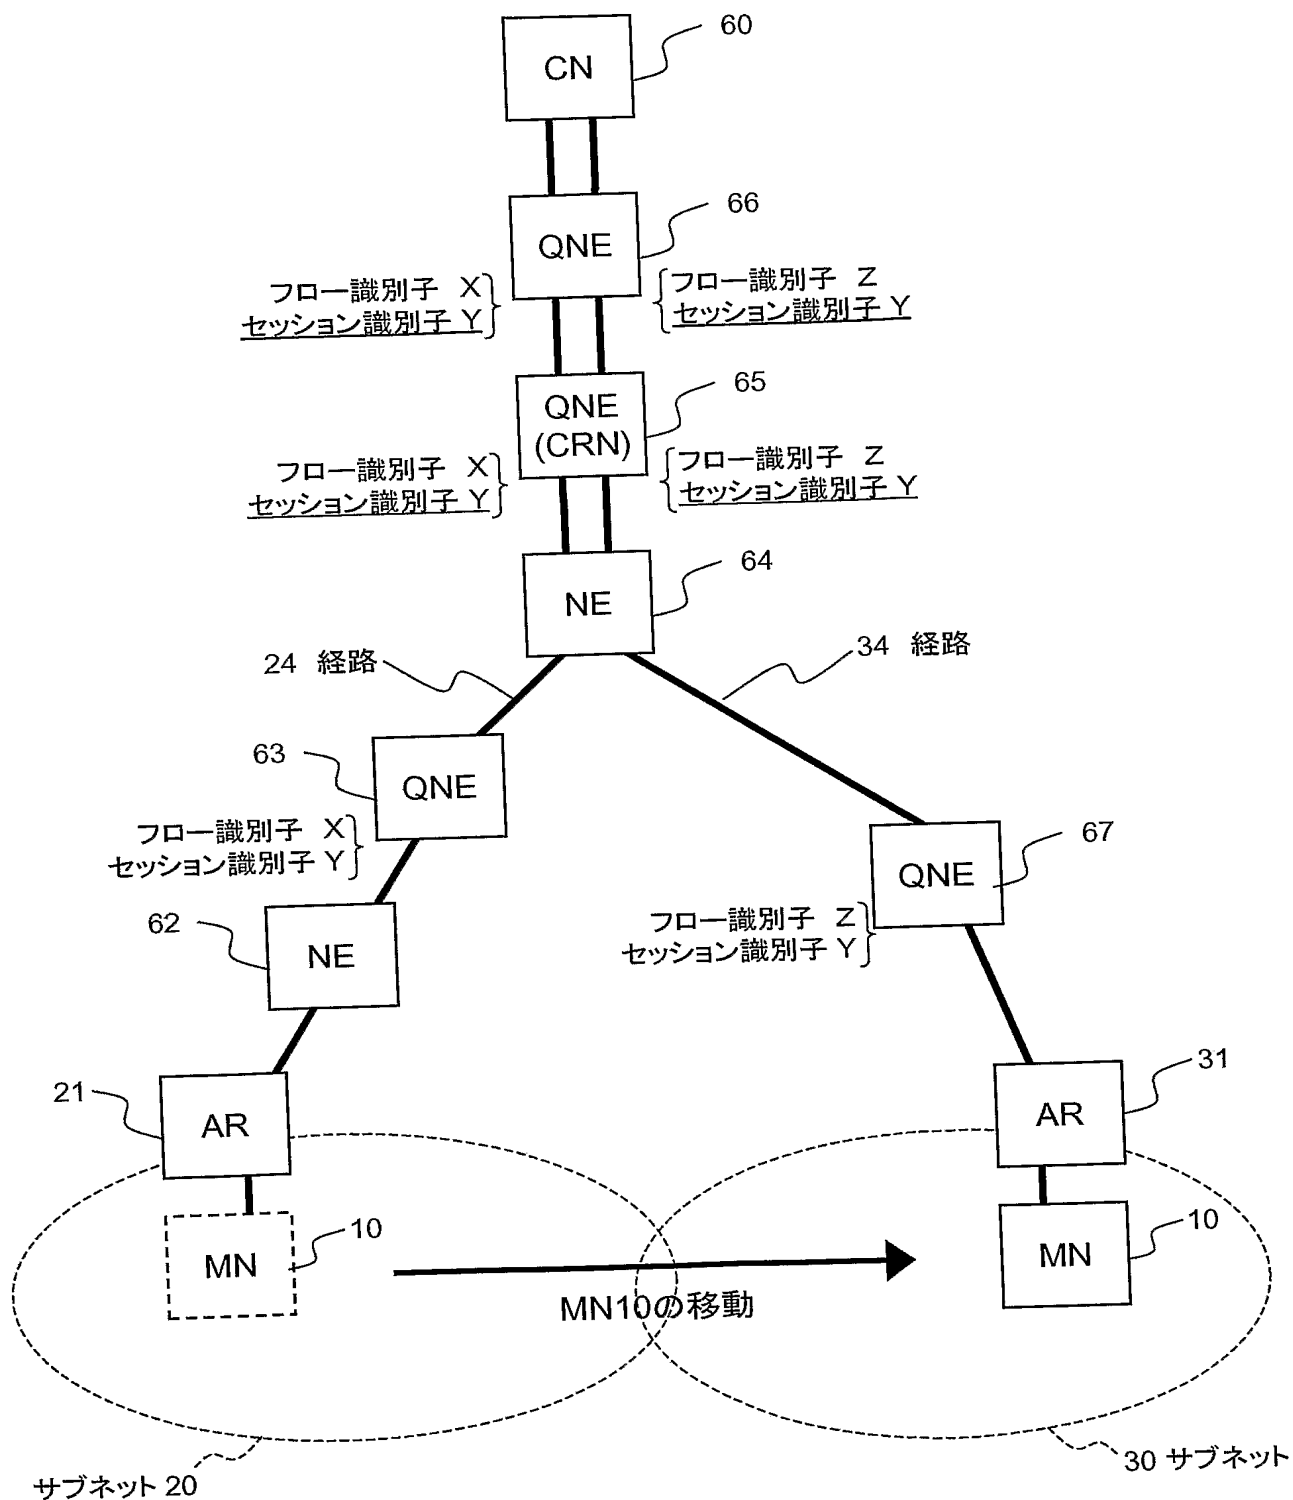 60
CN
66
QNE
フロー識別子 X
セッション識別子 Y
フロー識別子 Z
セッション識別子 Y
65
QNE
(CRN)
フロー識別子 X
セッション識別子 Y
フロー識別子 Z
セッション識別子 Y
64
NE
24 経路
34 経路
63
QNE
フロー識別子 X
セッション識別子 Y
67
QNE
フロー識別子 Z
セッション識別子 Y
62
NE
21
AR
31
AR
10
MN
10
MN
MN10の移動
サブネット 20
30 サブネット